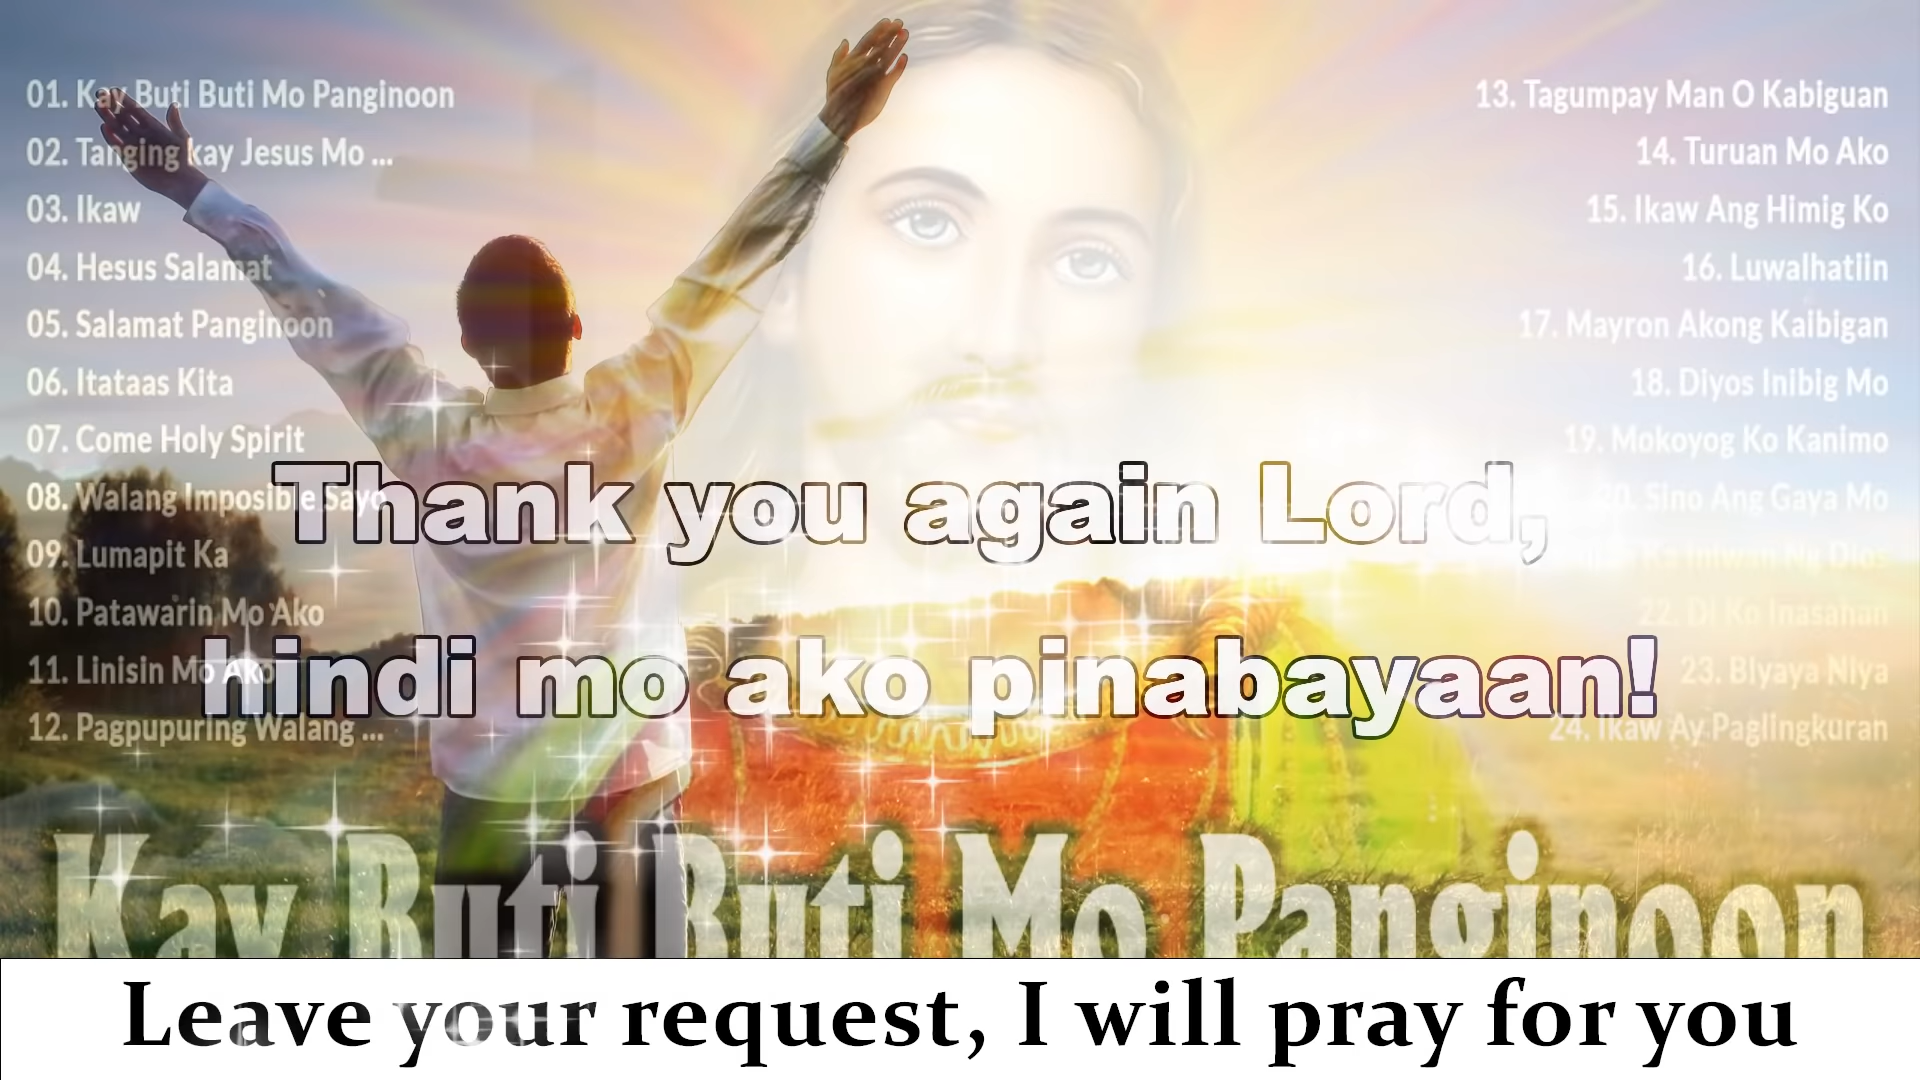 01. Kay Buti Buti Mo Panginoon
02. Tanging kay Jesus Mo ...
03. Ikaw
04. Hesus Salamat
05. Salamat Panginoon
06. Itataas Kita
07. Come Holy Spirit
08. Walang Imposible Sayo
09. Lumapit Ka
10. Patawarin Mo Ako
11. Linisin Mo Ako
12. Pagpupuring Walang ...
13. Tagumpay Man O Kabiguan
14. Turuan Mo Ako
15. Ikaw Ang Himig Ko
16. Luwalhatiin
17. Mayron Akong Kaibigan
18. Diyos Inibig Mo
19. Mokoyog Ko Kanimo
20. Sino Ang Gaya Mo
Ka Iniwan Ng Dios
22. Di Ko Inasahan
23. Biyaya Niya
24. Ikaw Ay Paglingkuran
Thank you again Lord,
hindi mo ako pinabayaan!
Kay Buti Buti Mo Panginoon
Leave your request, I will pray for you